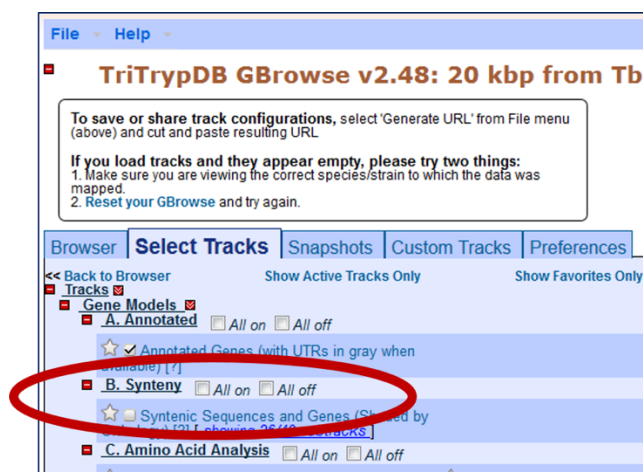 File Help
TriTrypDB GBrowse v2.48: 20 kbp from Tb
To save or share track configurations, select 'Generate URL' from File menu
(above) and cut and paste resulting URL
If you load tracks and they appear empty, please try two things:
1. Make sure you are viewing the correct species/strain to which the data was
mapped.
2. Reset your GBrowse and try again.
Browser Select Tracks Snapshots Custom Tracks Preferences
<< Back to Browser Show Active Tracks Only Show Favorites Only
Tracks
Gene Models
A. Annotated All on All off
Annotated Genes (with UTRs in gray when
available) [?]
B. Synteny All on All off
Syntenic Sequences and Genes (Shaded by
[?] [ showing subtracks ]
C. Amino Acid Analysis All on All off